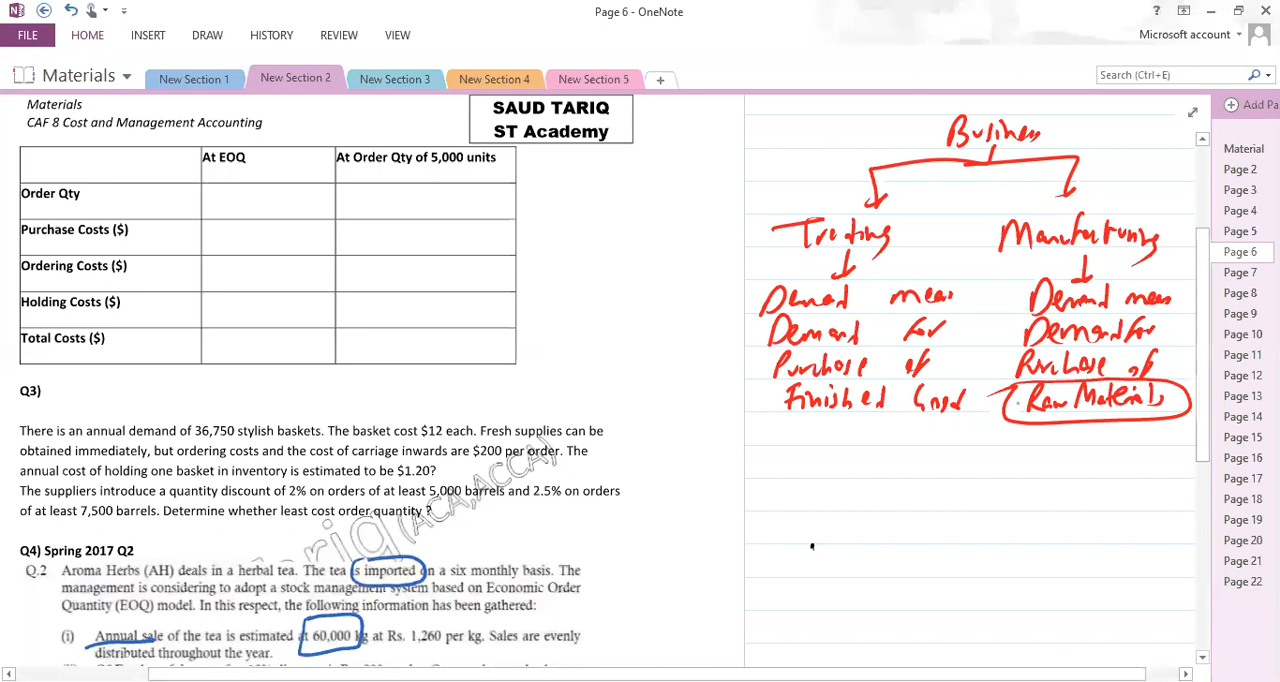 Page 6 - OneNote
FILE HOME INSERT DRAW HISTORY REVIEW VIEW
Microsoft account
Materials New Section 1 New Section 2 New Section 3 New Section 4 New Section 5
Search (Ctrl+E)
Materials
CAF 8 Cost and Management Accounting
SAUD TARIQ
ST Academy
At EOQ At Order Qty of 5,000 units
Order Qty
Purchase Costs ($)
Ordering Costs ($)
Holding Costs ($)
Total Costs ($)
Q3)
There is an annual demand of 36,750 stylish baskets. The basket cost $12 each. Fresh supplies can
be obtained immediately, but ordering costs and the cost of carriage inwards are $200 per order. The
annual cost of holding one basket in inventory is estimated to be $1.20?
The suppliers introduce a quantity discount of 2% on orders of at least 5,000 barrels and 2.5% on orders
of at least 7,500 barrels. Determine whether least cost order quantity ?
(ACA,ACCA)
Q4) Spring 2017 Q2
Q.2 Aroma Herbs (AH) deals in a herbal tea. The tea is imported on a six monthly basis. The
management is considering to adopt a stock management system based on Economic Order
Quantity (EOQ) model. In this respect, the following information has been gathered:
(i) Annual sale of the tea is estimated at 60,000 kg at Rs. 1,260 per kg. Sales are evenly
distributed throughout the year.
Business
Trading
Demand mean
Demand for
Purchase of
Finished Good
Manufacturing
Demand means
Demand for
Purchase of
Raw Materials
Add Pa
Material
Page 2
Page 3
Page 4
Page 5
Page 6
Page 7
Page 8
Page 9
Page 10
Page 11
Page 12
Page 13
Page 14
Page 15
Page 16
Page 17
Page 18
Page 19
Page 20
Page 21
Page 22